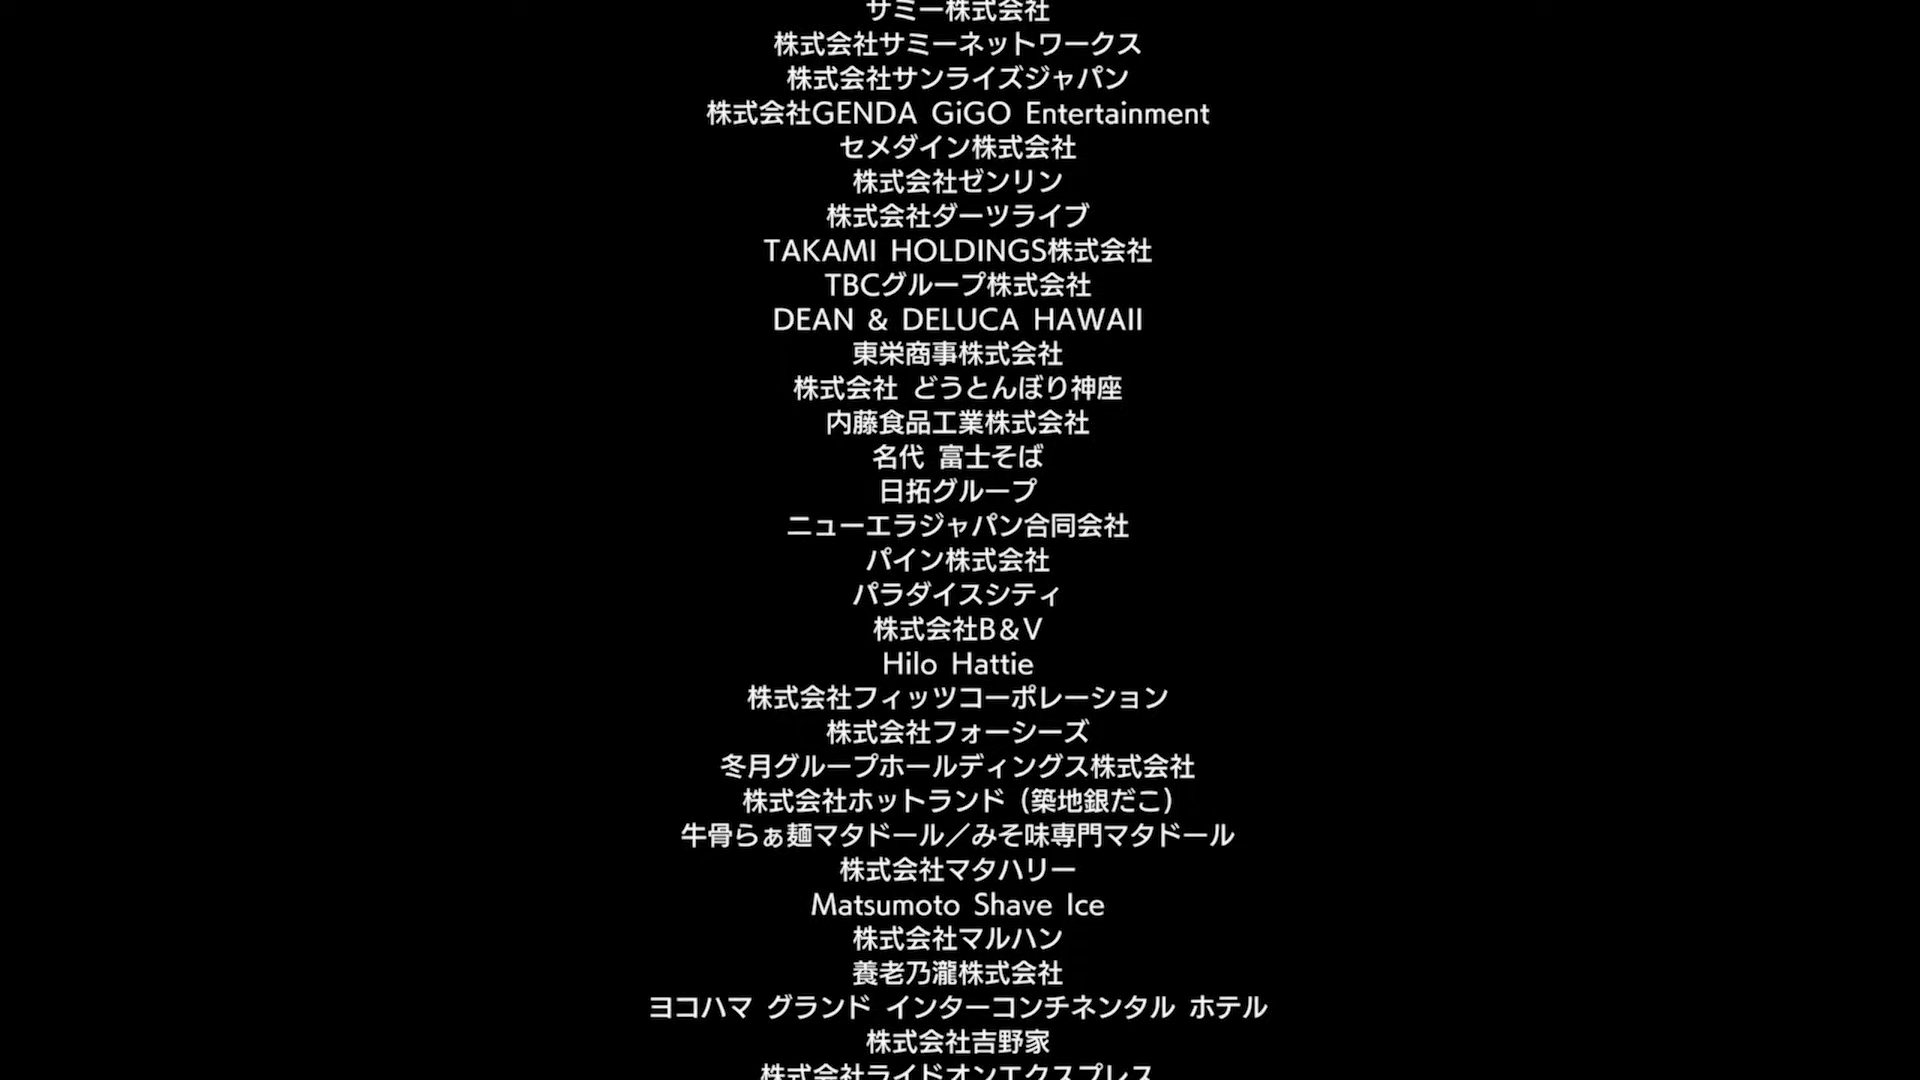 サミー株式会社
株式会社サミーネットワークス
株式会社サンライズジャパン
株式会社GENDA GiGO Entertainment
セメダイン株式会社
株式会社ゼンリン
株式会社ダーツライブ
TAKAMI HOLDINGS株式会社
TBCグループ株式会社
DEAN & DELUCA HAWAII
東栄商事株式会社
株式会社 どうとんぼり神座
内藤食品工業株式会社
名代 富士そば
日拓グループ
ニューエラジャパン合同会社
パイン株式会社
パラダイスシティ
株式会社B&V
Hilo Hattie
株式会社フィッツコーポレーション
株式会社フォーシーズ
冬月グループホールディングス株式会社
株式会社ホットランド（築地銀だこ）
牛骨らぁ麺マタドール／みそ味専門マタドール
株式会社マタハリー
Matsumoto Shave Ice
株式会社マルハン
養老乃瀧株式会社
ヨコハマ グランド インターコンチネンタル ホテル
株式会社吉野家
株式会社ライドオンエクスプレス